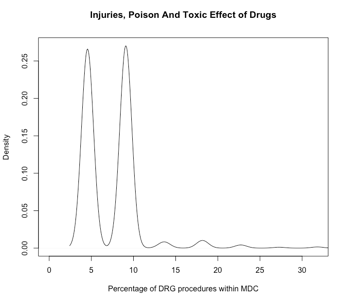 Injuries, Poison And Toxic Effect of Drugs
Density
0.25
0.20
0.15
0.10
0.05
0.00
0 5 10 15 20 25 30
Percentage of DRG procedures within MDC